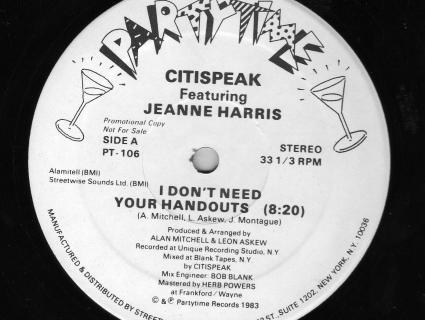 PARTYTIME
CITISPEAK
Featuring
JEANNE HARRIS
Promotional Copy
Not For Sale
SIDE A
PT-106
STEREO
33 1/3 RPM
Alamitell (BMI)
Streetwise Sounds Ltd. (BMI)
I DON'T NEED
YOUR HANDOUTS (8:20)
(A. Mitchell, L. Askew, J. Montague)
Produced & Arranged by
ALAN MITCHELL & LEON ASKEW
Recorded at Unique Recording Studio, N.Y.
Mixed at Blank Tapes, N.Y
by CITISPEAK
Mix Engineer: BOB BLANK
Mastered by HERB POWERS
at Frankford / Wayne
© & Ⓟ Partytime Records 1983
MANUFACTURED & DISTRIBUTED BY STREET
ST., SUITE 1202, NEW YORK, N.Y. 10036